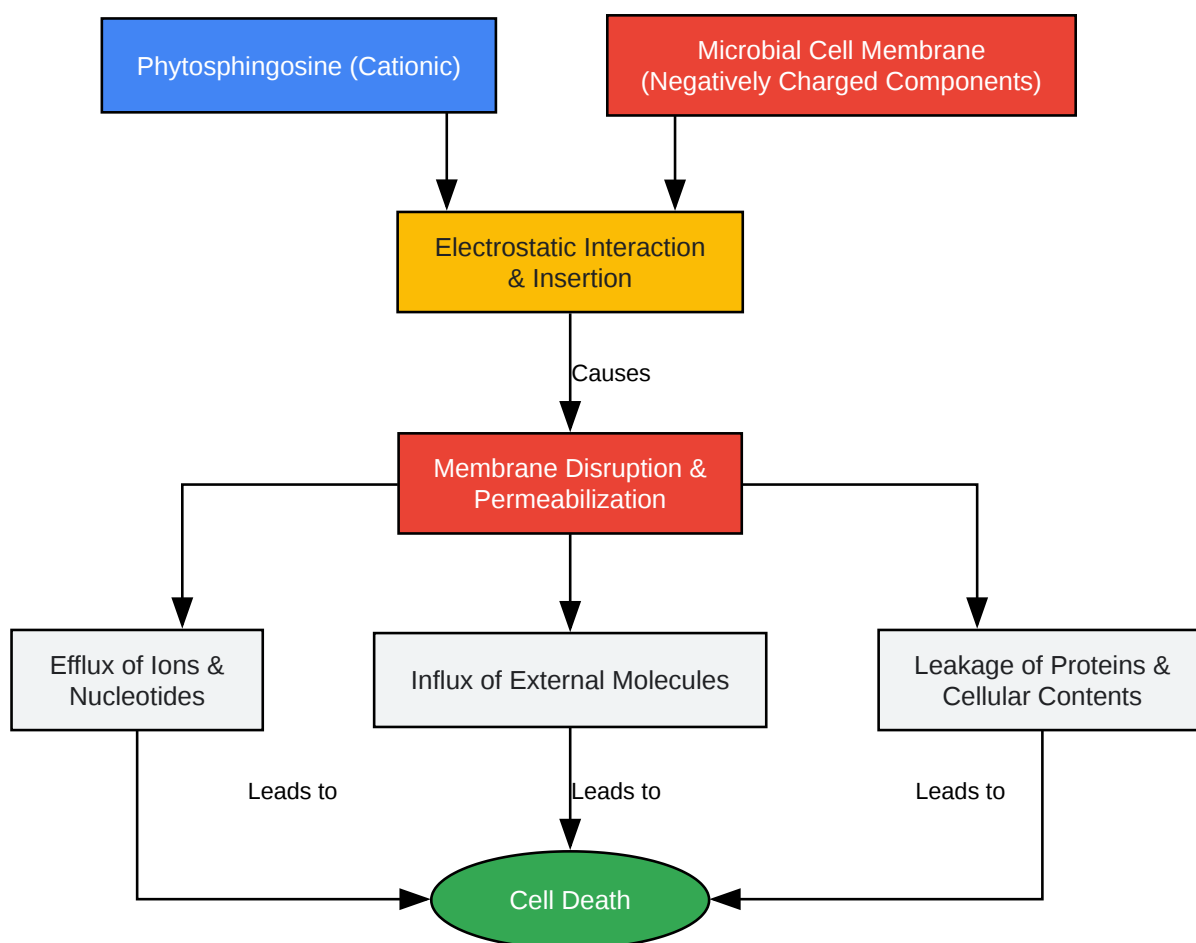 Phytosphingosine (Cationic)
Microbial Cell Membrane
(Negatively Charged Components)
Electrostatic Interaction
& Insertion
Causes
Membrane Disruption &
Permeabilization
Efflux of Ions &
Nucleotides
Influx of External Molecules
Leakage of Proteins &
Cellular Contents
Leads to
Leads to
Leads to
Cell Death